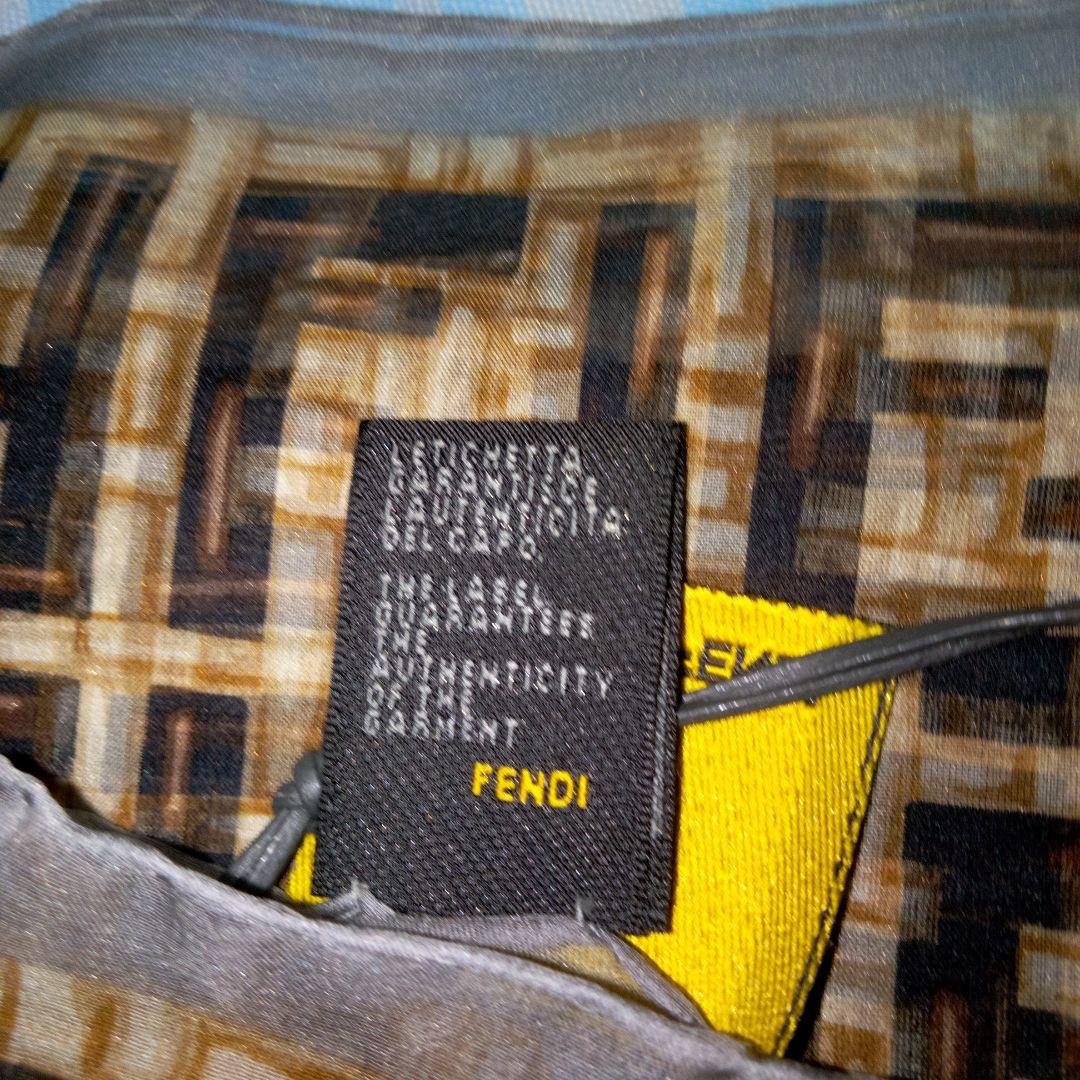 L'ETICHETTA
GARANTISCE
L'AUTENTICITA'
DEL CAPO
THE LABEL
GUARANTEES
THE
AUTHENTICITY
OF THE
GARMENT
FENDI